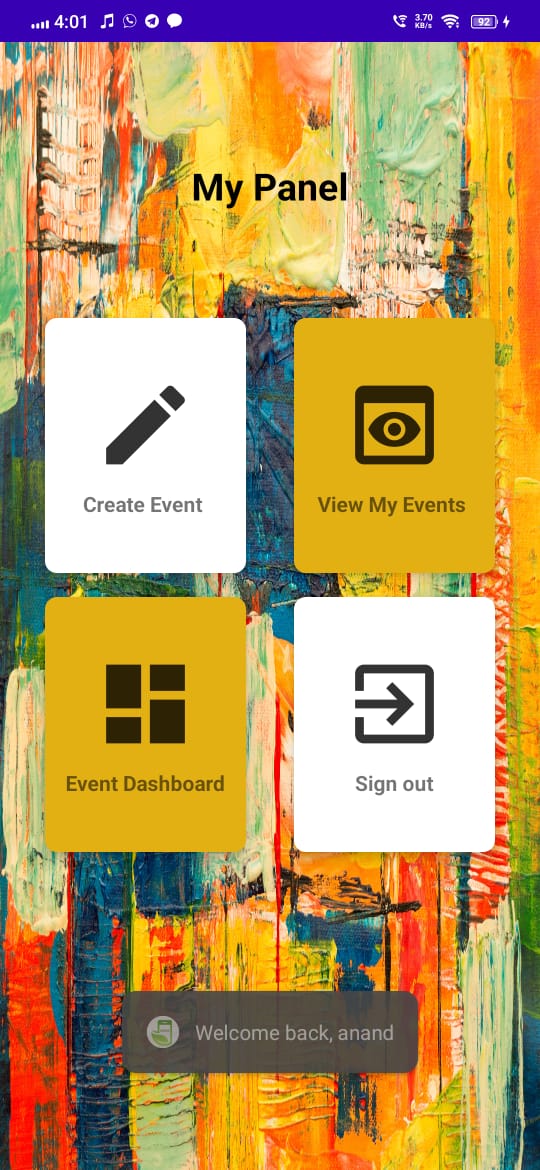 4:01
3.70
KB/s
92
My Panel
Create Event
View My Events
Event Dashboard
Sign out
Welcome back, anand